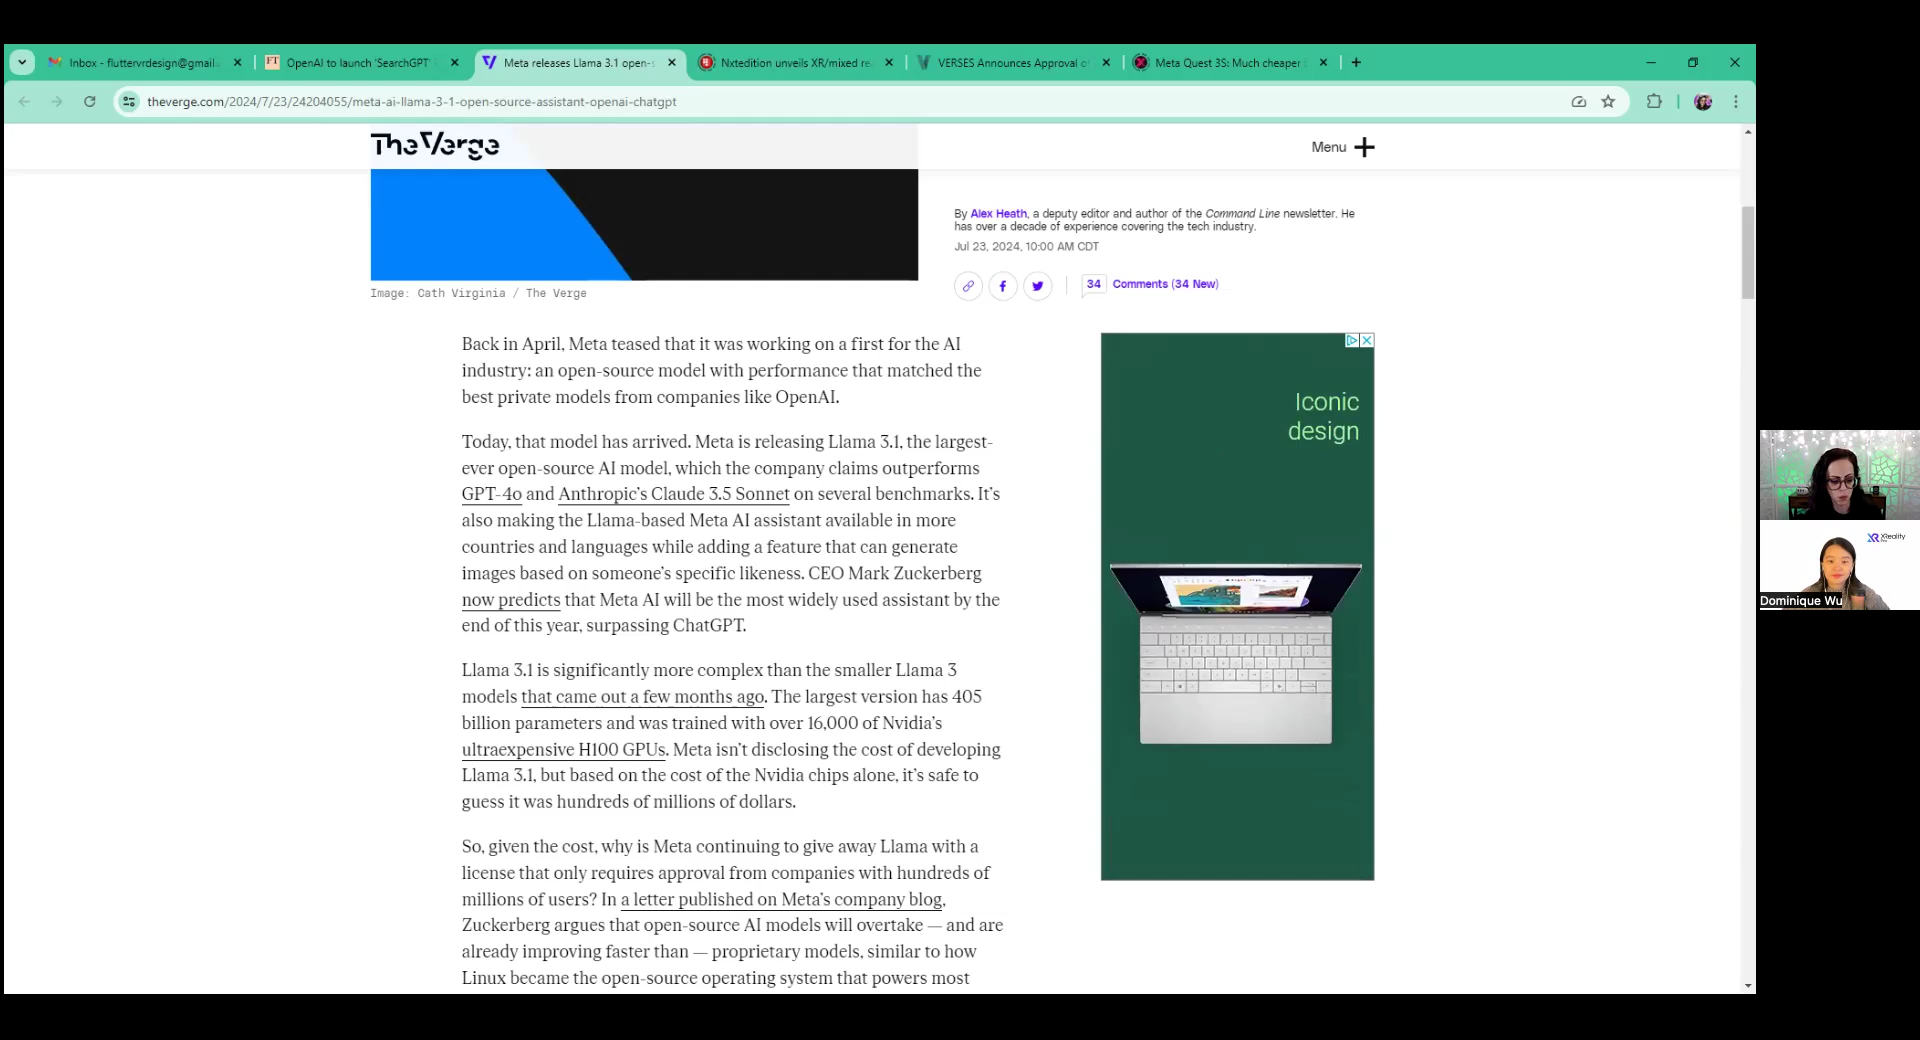 Inbox - fluttervrdesign@gmail.
FT OpenAI to launch 'SearchGPT'
Meta releases Llama 3.1 open-s
Nxtedition unveils XR/mixed re
VERSES Announces Approval o
Meta Quest 3S: Much cheaper
theverge.com/2024/7/23/24204055/meta-ai-llama-3-1-open-source-assistant-openai-chatgpt
The Verge
Menu
By Alex Heath, a deputy editor and author of the Command Line newsletter. He
has over a decade of experience covering the tech industry.
Jul 23, 2024, 10:00 AM CDT
34 Comments (34 New)
Image: Cath Virginia / The Verge
Back in April, Meta teased that it was working on a first for the AI
industry: an open-source model with performance that matched the
best private models from companies like OpenAI.
Today, that model has arrived. Meta is releasing Llama 3.1, the largest-
ever open-source AI model, which the company claims outperforms
GPT-4o and Anthropic's Claude 3.5 Sonnet on several benchmarks. It's
also making the Llama-based Meta AI assistant available in more
countries and languages while adding a feature that can generate
images based on someone's specific likeness. CEO Mark Zuckerberg
now predicts that Meta AI will be the most widely used assistant by the
end of this year, surpassing ChatGPT.
Llama 3.1 is significantly more complex than the smaller Llama 3
models that came out a few months ago. The largest version has 405
billion parameters and was trained with over 16,000 of Nvidia's
ultraexpensive H100 GPUs. Meta isn't disclosing the cost of developing
Llama 3.1, but based on the cost of the Nvidia chips alone, it's safe to
guess it was hundreds of millions of dollars.
So, given the cost, why is Meta continuing to give away Llama with a
license that only requires approval from companies with hundreds of
millions of users? In a letter published on Meta's company blog,
Zuckerberg argues that open-source AI models will overtake — and are
already improving faster than — proprietary models, similar to how
Linux became the open-source operating system that powers most
Iconic
design
XReality
Dominique Wu